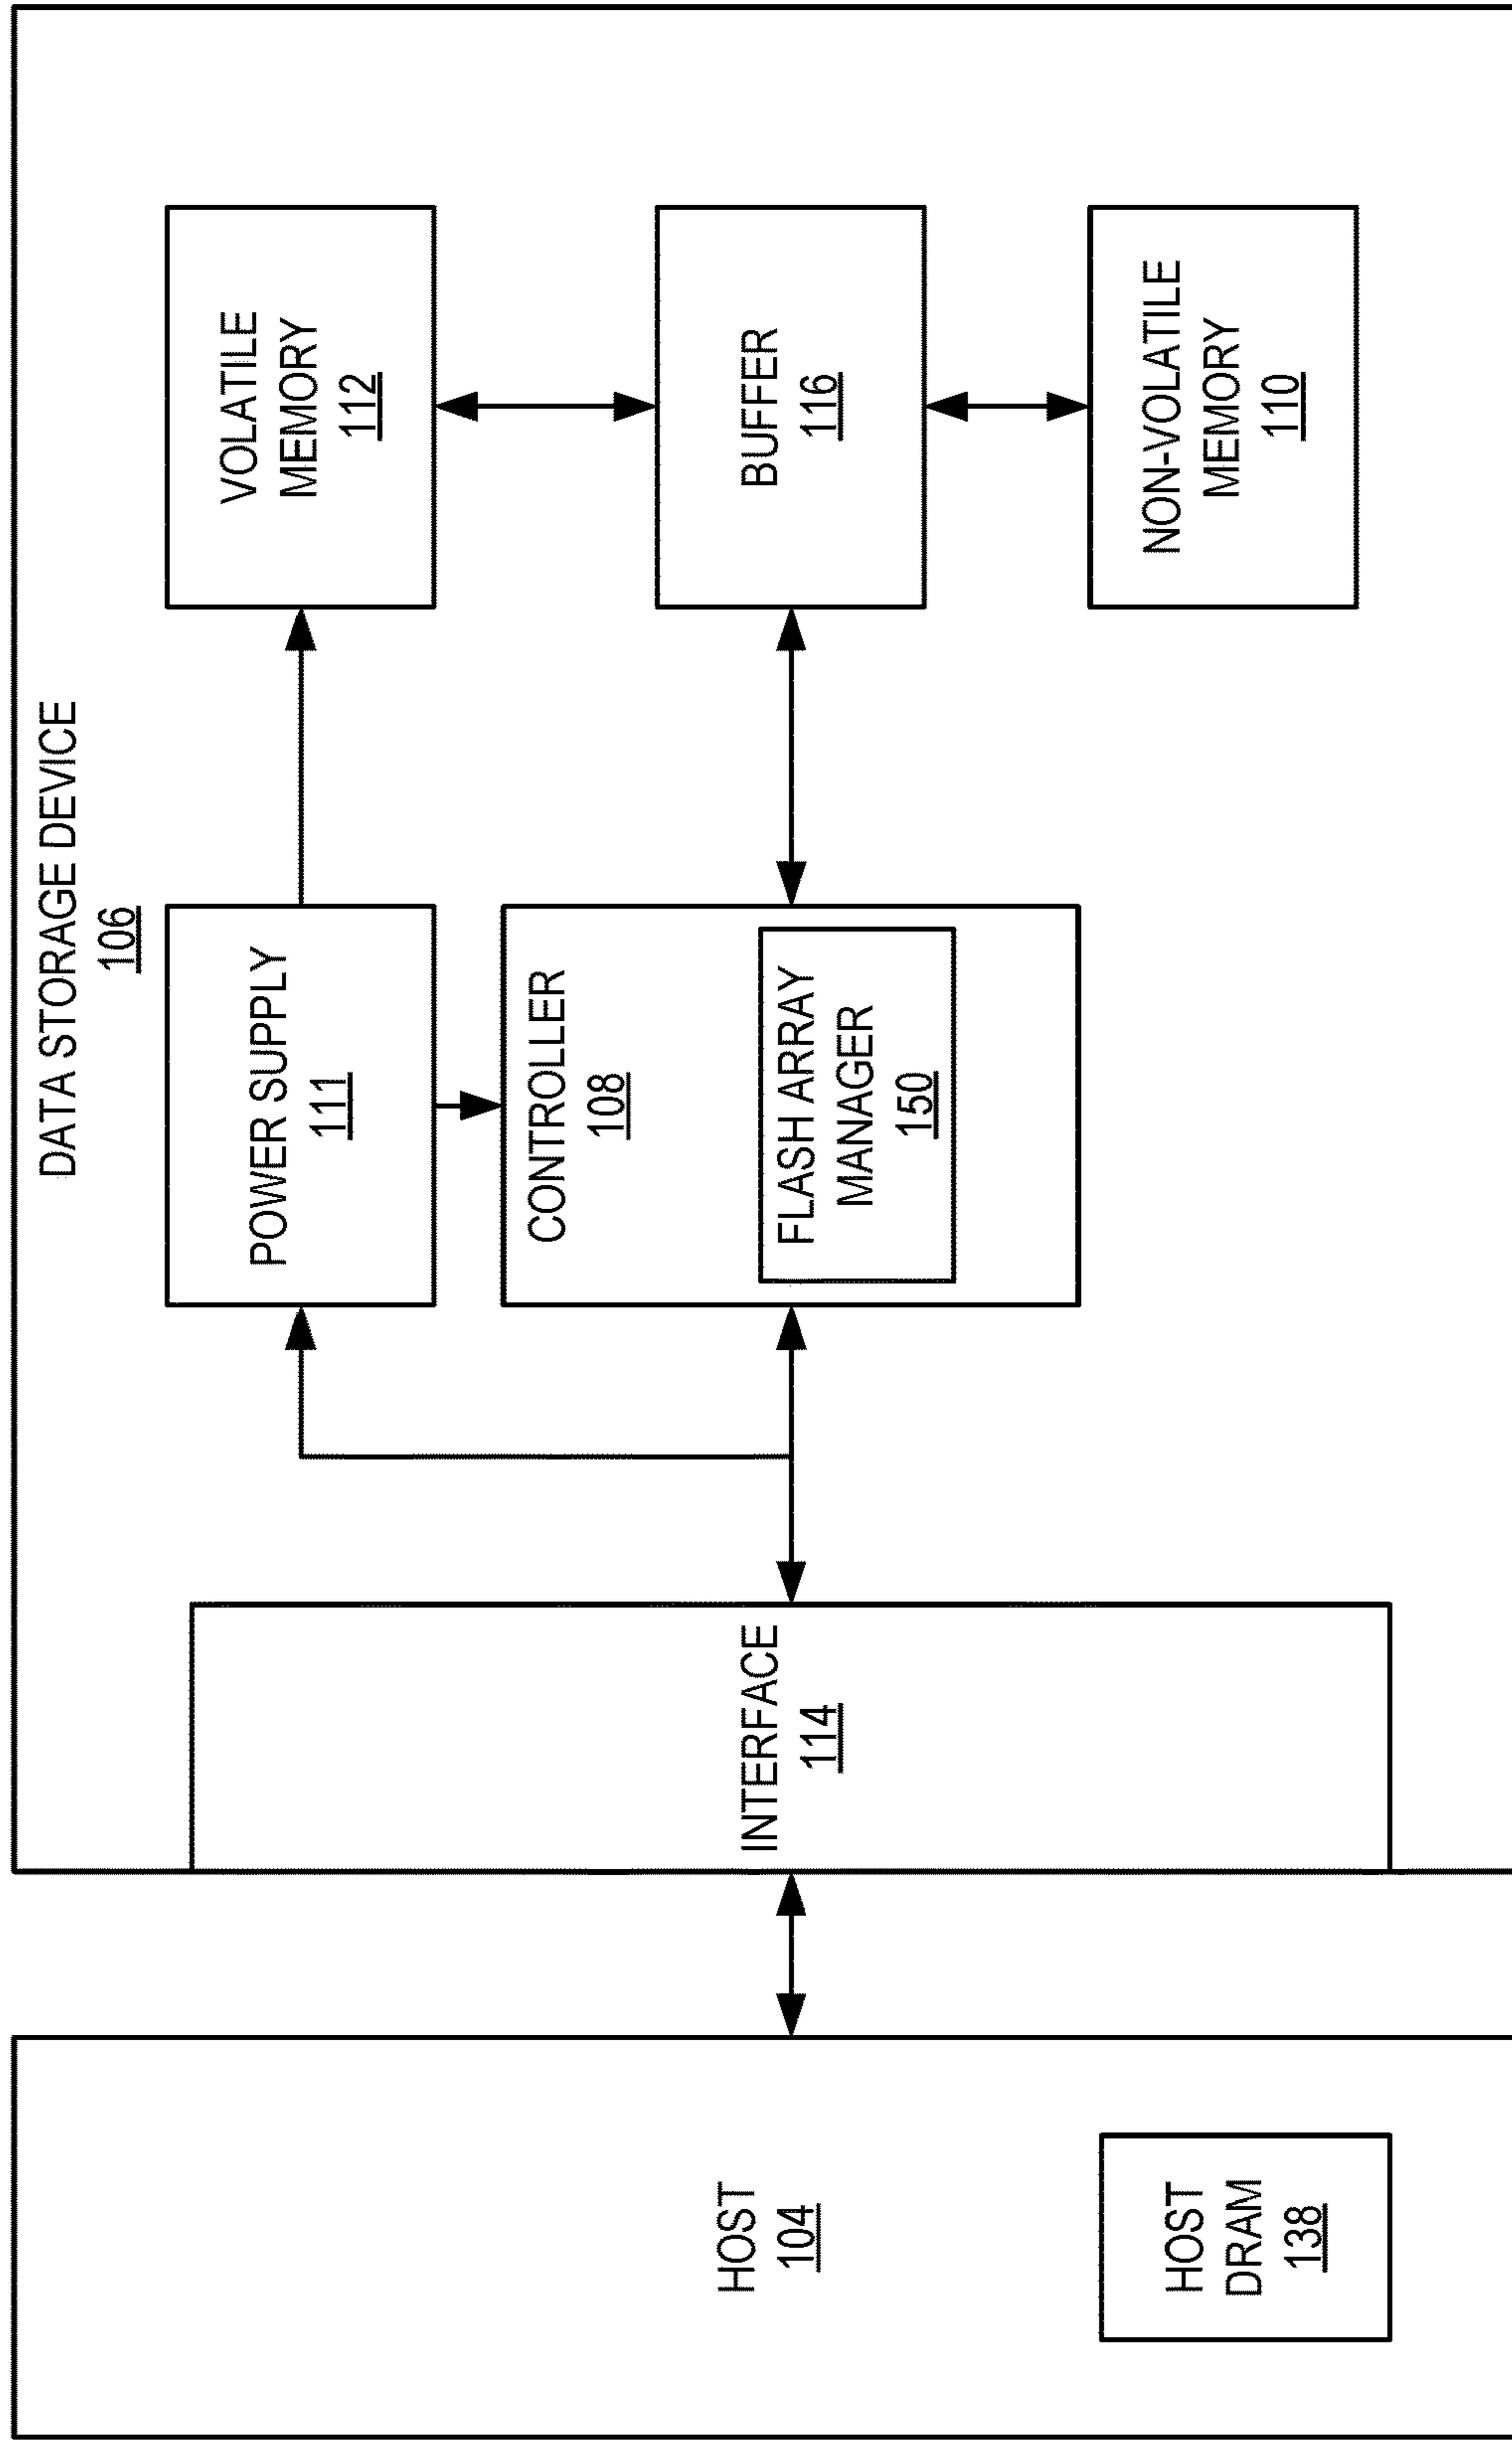 DATA STORAGE DEVICE
106
HOST
104
HOST
DRAM
138
INTERFACE
114
POWER SUPPLY
111
CONTROLLER
108
FLASH ARRAY
MANAGER
150
VOLATILE
MEMORY
112
BUFFER
116
NON-VOLATILE
MEMORY
110